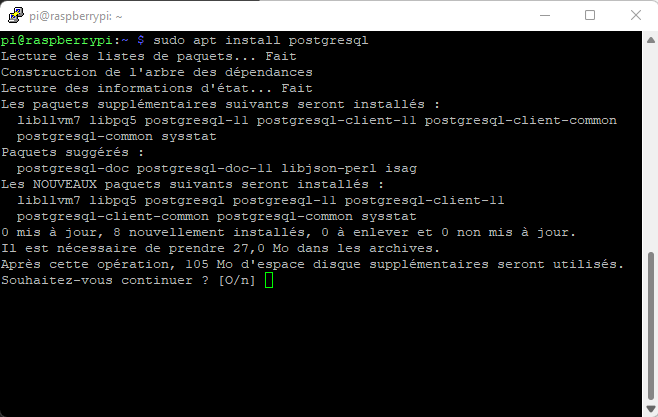 pi@raspberrypi: ~
pi@raspberrypi:~ $ sudo apt install postgresql
Lecture des listes de paquets... Fait
Construction de l'arbre des dépendances
Lecture des informations d'état... Fait
Les paquets supplémentaires suivants seront installés :
  libllvm7 libpq5 postgresql-11 postgresql-client-11 postgresql-client-common
  postgresql-common sysstat
Paquets suggérés :
  postgresql-doc postgresql-doc-11 libjson-perl isag
Les NOUVEAUX paquets suivants seront installés :
  libllvm7 libpq5 postgresql postgresql-11 postgresql-client-11
  postgresql-client-common postgresql-common sysstat
0 mis à jour, 8 nouvellement installés, 0 à enlever et 0 non mis à jour.
Il est nécessaire de prendre 27,0 Mo dans les archives.
Après cette opération, 105 Mo d'espace disque supplémentaires seront utilisés.
Souhaitez-vous continuer ? [O/n]